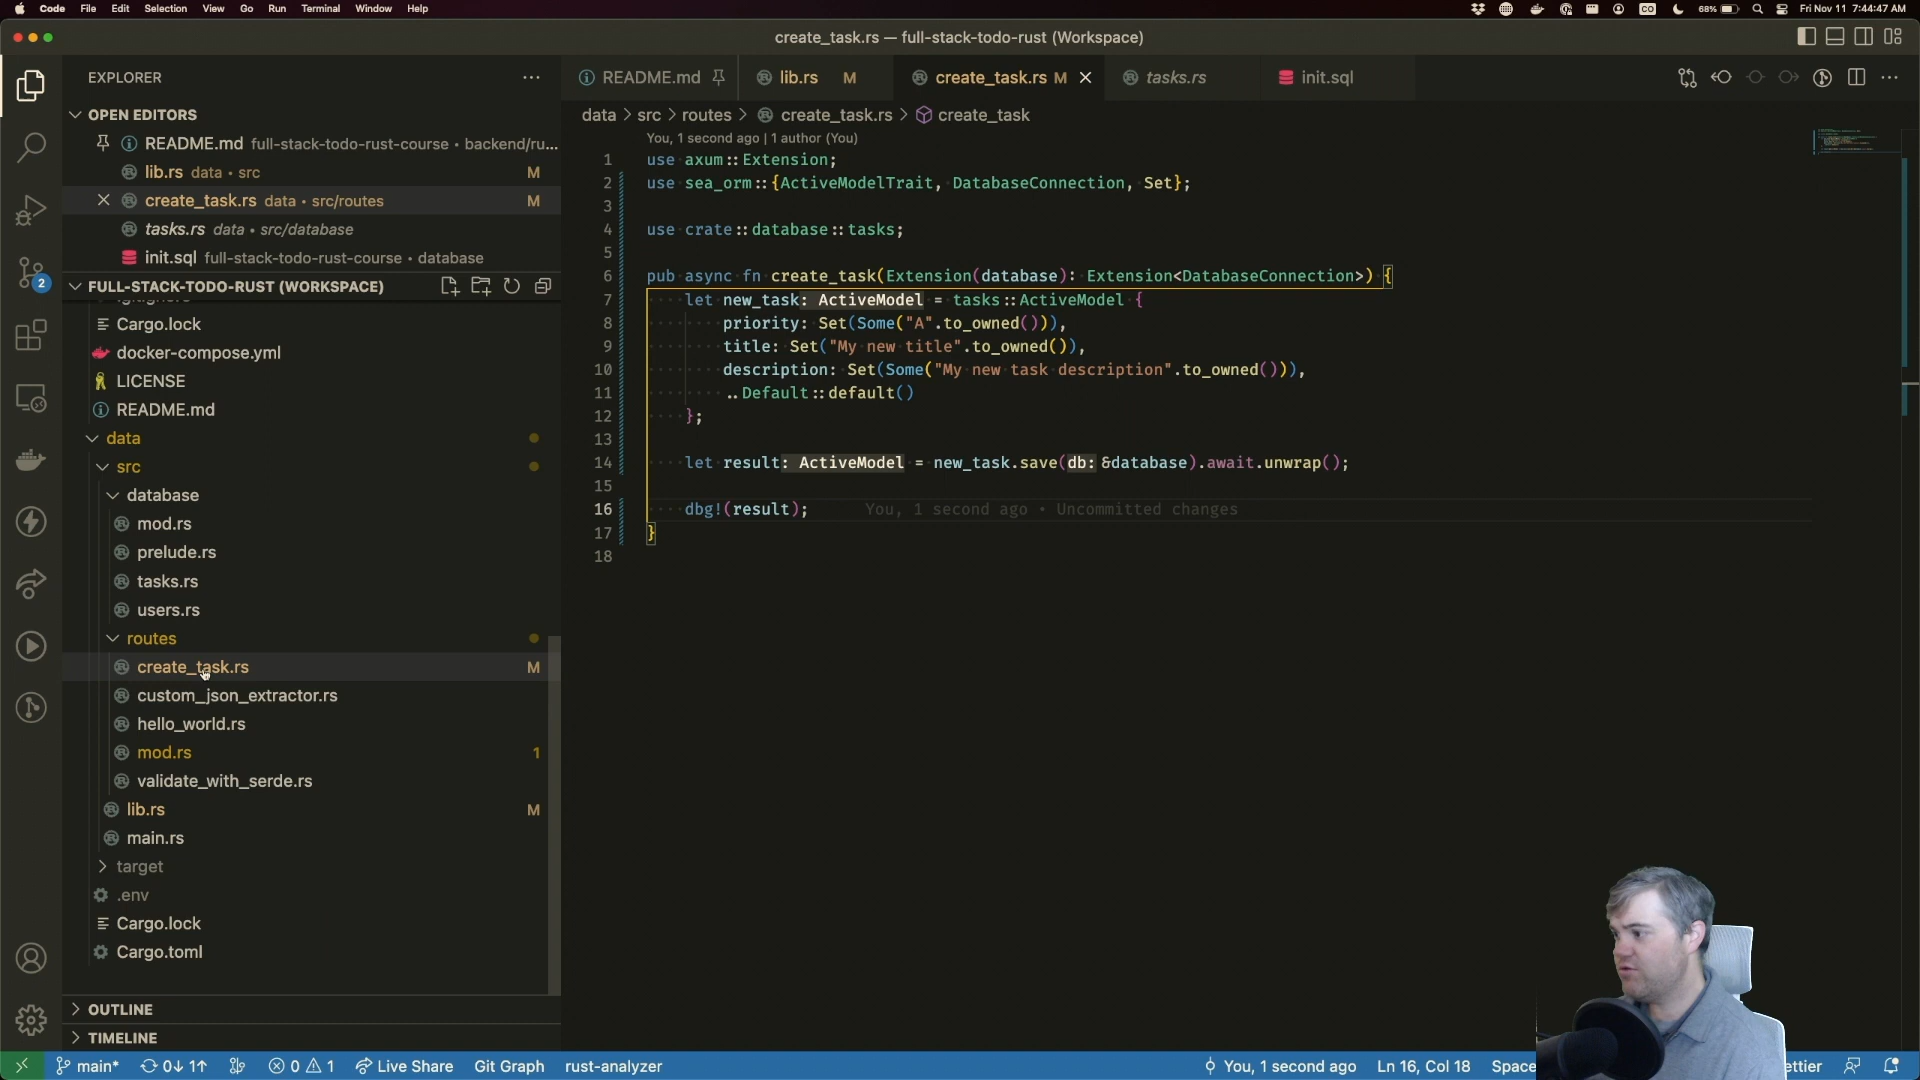 Code File Edit Selection View Go Run Terminal Window Help
CO 68% Fri Nov 11 7:44:47 AM
create_task.rs — full-stack-todo-rust (Workspace)
EXPLORER
OPEN EDITORS
README.md full-stack-todo-rust-course • backend/ru...
lib.rs data • src M
create_task.rs data • src/routes M
tasks.rs data • src/database
init.sql full-stack-todo-rust-course • database
FULL-STACK-TODO-RUST (WORKSPACE)
Cargo.lock
docker-compose.yml
LICENSE
README.md
data
src
database
mod.rs
prelude.rs
tasks.rs
users.rs
routes
create_task.rs M
custom_json_extractor.rs
hello_world.rs
mod.rs 1
validate_with_serde.rs
lib.rs M
main.rs
target
.env
Cargo.lock
Cargo.toml
OUTLINE
TIMELINE
2
README.md lib.rs M create_task.rs M tasks.rs init.sql
data > src > routes > create_task.rs > create_task
You, 1 second ago | 1 author (You)
1 use axum::Extension;
2 use sea_orm::{ActiveModelTrait, DatabaseConnection, Set};
3
4 use crate::database::tasks;
5
6 pub async fn create_task(Extension(database): Extension<DatabaseConnection>) {
7 let new_task: ActiveModel = tasks::ActiveModel {
8 priority: Set(Some("A".to_owned())),
9 title: Set("My new title".to_owned()),
10 description: Set(Some("My new task description".to_owned())),
11 ..Default::default()
12 };
13
14 let result: ActiveModel = new_task.save(db: &database).await.unwrap();
15
16 dbg!(result); You, 1 second ago • Uncommitted changes
17 }
18
main* 0↓ 1↑ 0 1 Live Share Git Graph rust-analyzer You, 1 second ago Ln 16, Col 18